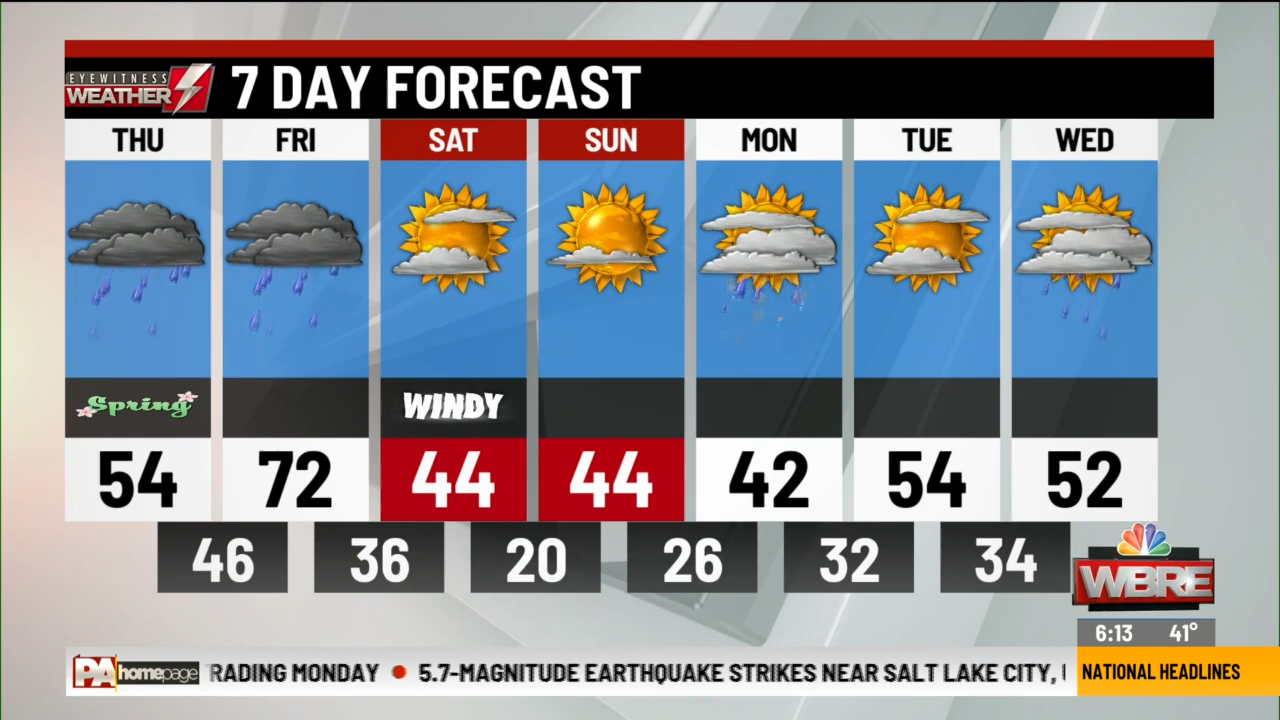 EYEWITNESS
WEATHER
7 DAY FORECAST
THU FRI SAT SUN MON TUE WED
Spring WINDY
54 72 44 44 42 54 52
46 36 20 26 32 34
WBRE
6:13 41°
PA homepage RADING MONDAY • 5.7-MAGNITUDE EARTHQUAKE STRIKES NEAR SALT LAKE CITY, NATIONAL HEADLINES